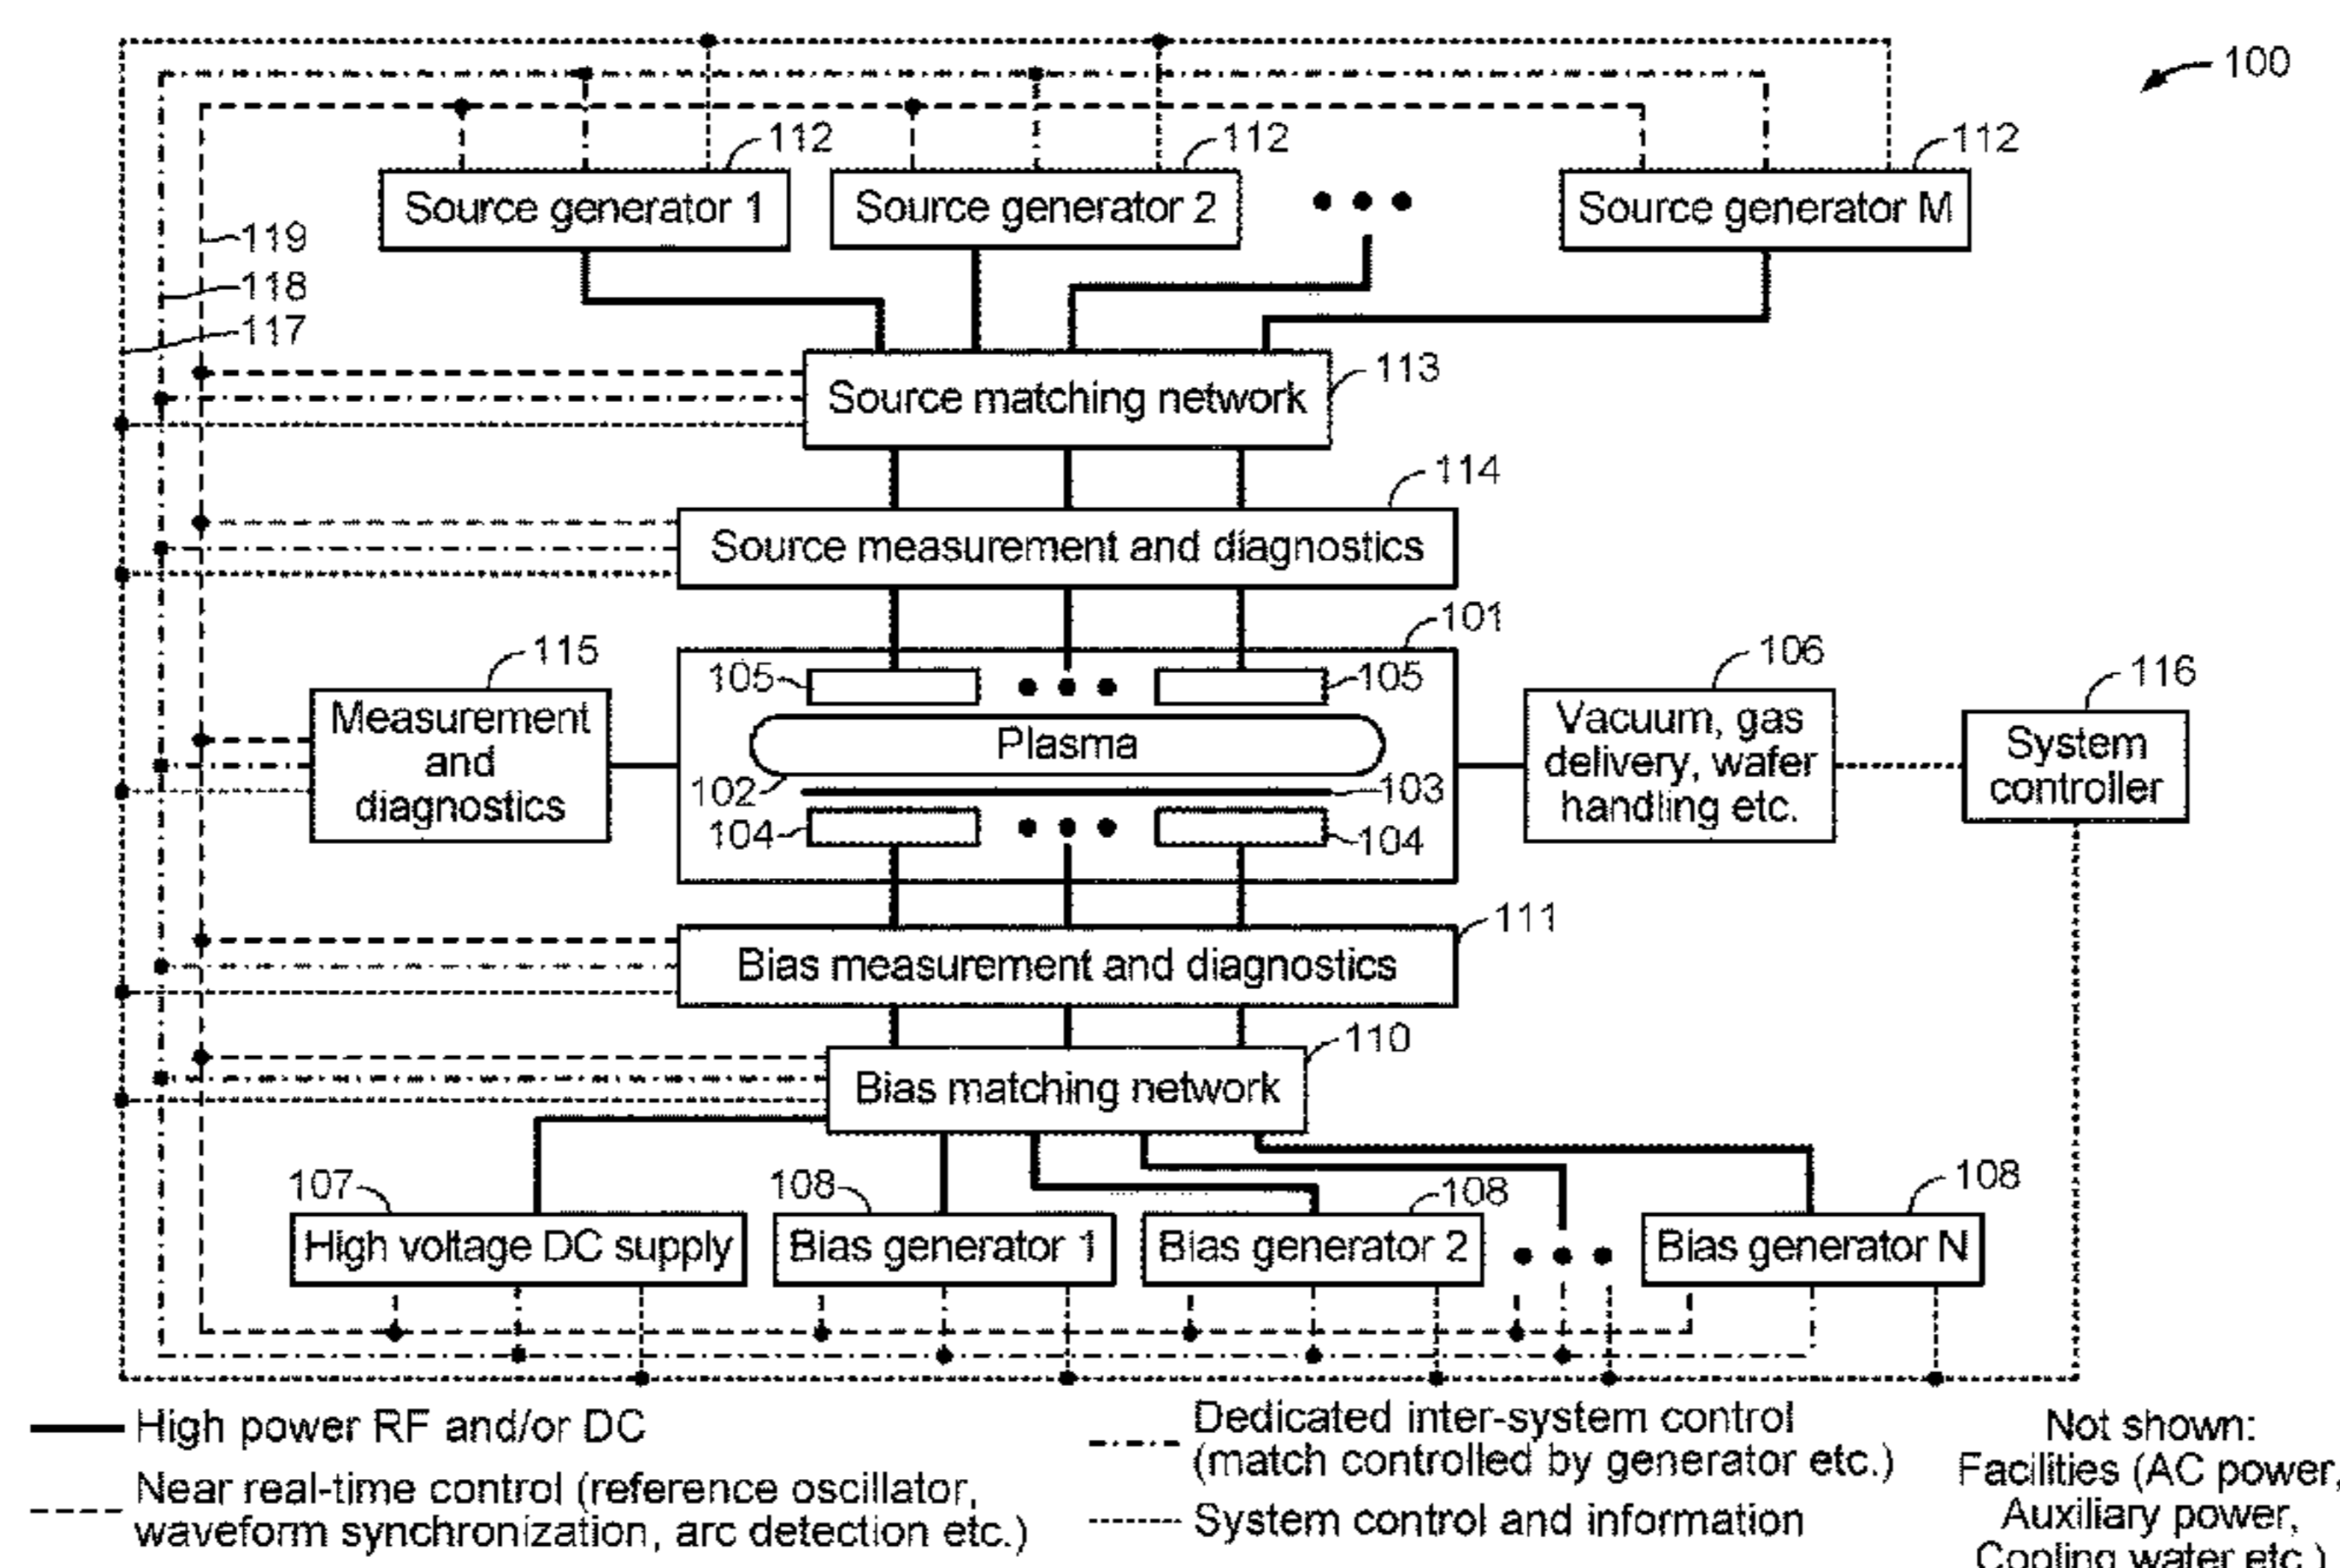 100
112
112
112
Source generator 1
Source generator 2
Source generator M
119
118
117
113
Source matching network
114
Source measurement and diagnostics
101
115
106
116
105
105
Measurement
and
diagnostics
Plasma
Vacuum, gas
delivery, wafer
handling etc.
System
controller
102
103
104
104
111
Bias measurement and diagnostics
110
Bias matching network
107
108
108
108
High voltage DC supply
Bias generator 1
Bias generator 2
Bias generator N
High power RF and/or DC
Near real-time control (reference oscillator,
waveform synchronization, arc detection etc.)
Dedicated inter-system control
(match controlled by generator etc.)
System control and information
Not shown:
Facilities (AC power,
Auxiliary power,
Cooling water etc.)